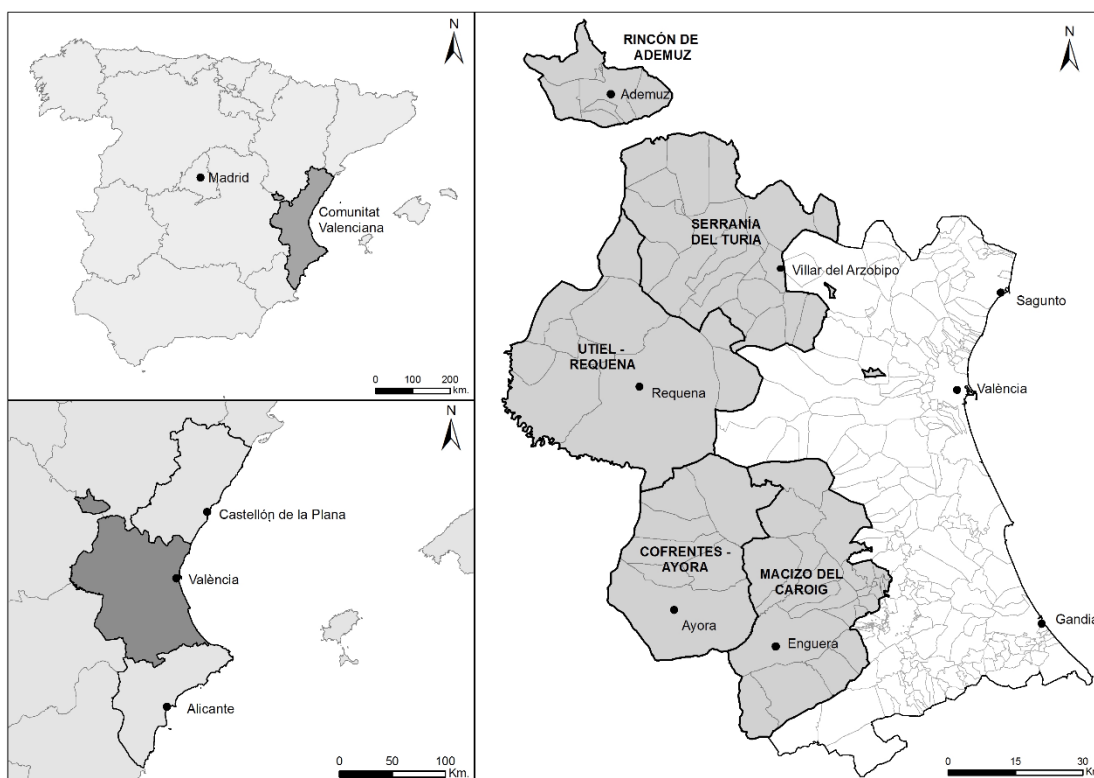 N
Madrid
Comunitat
Valenciana
0 100 200
km.
N
Castellón de la Plana
València
Alicante
0 50 100
Km.
N
RINCÓN DE
ADEMUZ
Ademuz
SERRANÍA
DEL TURIA
Villar del Arzobipo
Sagunto
UTIEL -
REQUENA
Requena
València
COFRENTES -
AYORA
MACIZO DEL
CAROIG
Ayora
Enguera
Gandia
0 15 30